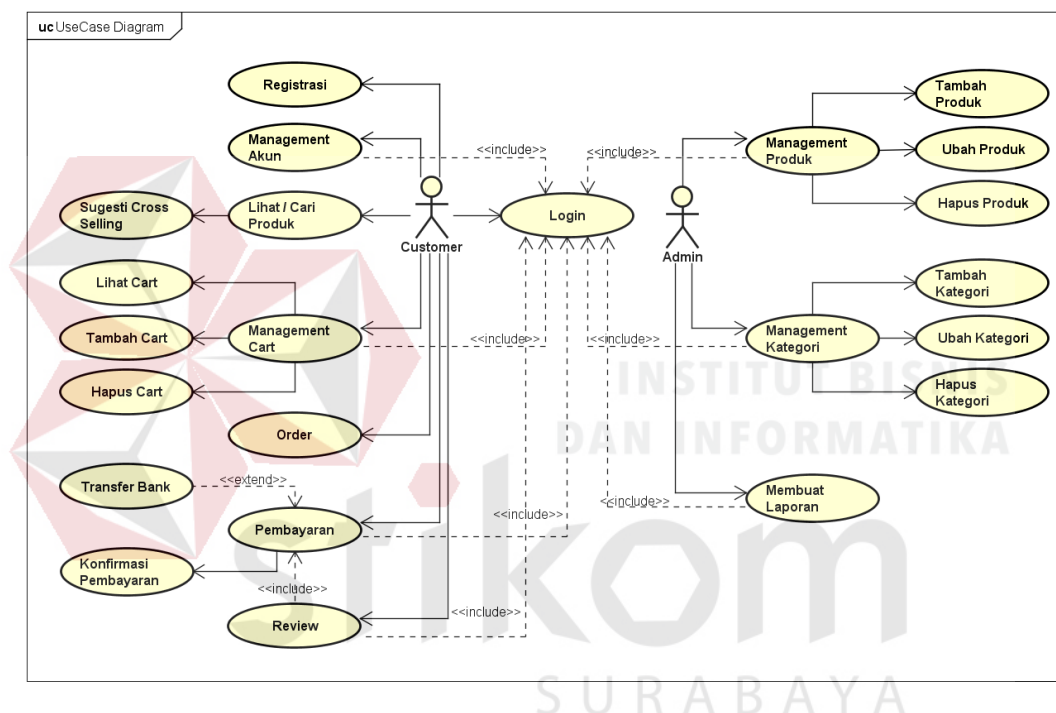 uc UseCase Diagram
Registrasi
Management
Akun
<<include>>
Sugesti Cross
Selling
Lihat / Cari
Produk
Customer
Login
Lihat Cart
Tambah Cart
Hapus Cart
Management
Cart
<<include>>
Order
Transfer Bank
<<extend>>
Pembayaran
<<include>>
Konfirmasi
Pembayaran
<<include>>
Review
<<include>>
Admin
<<include>>
Management
Produk
Tambah
Produk
Ubah Produk
Hapus Produk
<<include>>
Management
Kategori
Tambah
Kategori
Ubah Kategori
Hapus
Kategori
<<include>>
Membuat
Laporan
INSTITUT BISNIS
DAN INFORMATIKA
stikom
SURABAYA